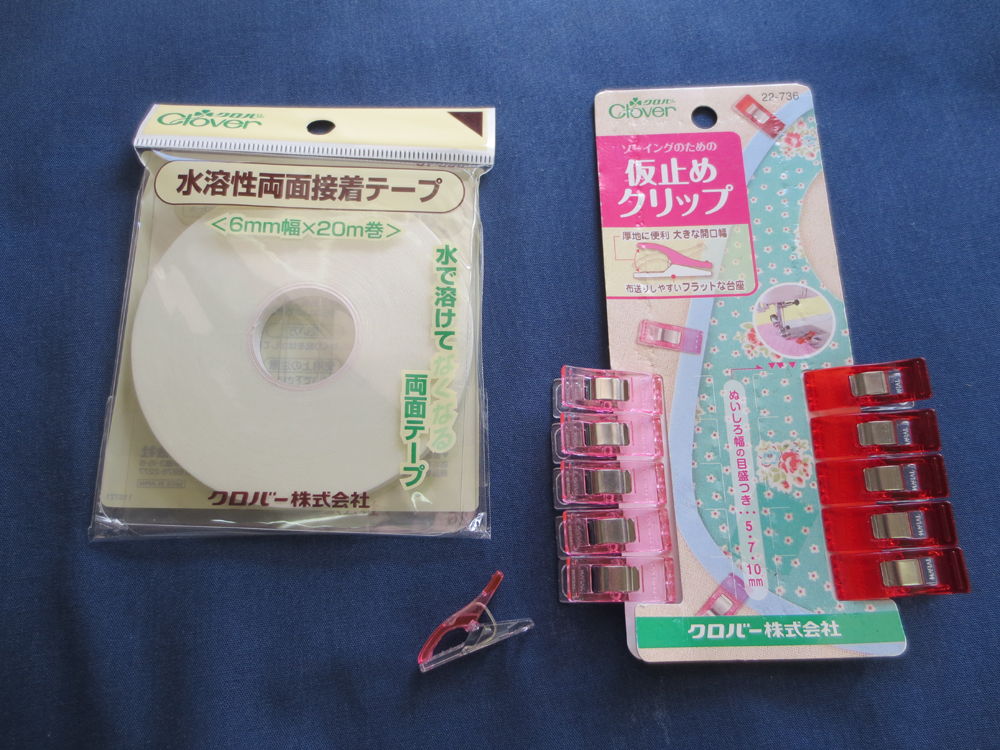 クロバー
Clover
水溶性両面接着テープ
<6mm幅×20m巻>
水で溶けてなくなる
両面テープ
クロバー株式会社
クロバー
Clover
22-736
ソーイングのための
仮止め
クリップ
厚地に便利 大きな開口幅
布送りしやすいフラットな台座
ぬいしろ幅の目盛つき…5・7・10mm
クロバー株式会社